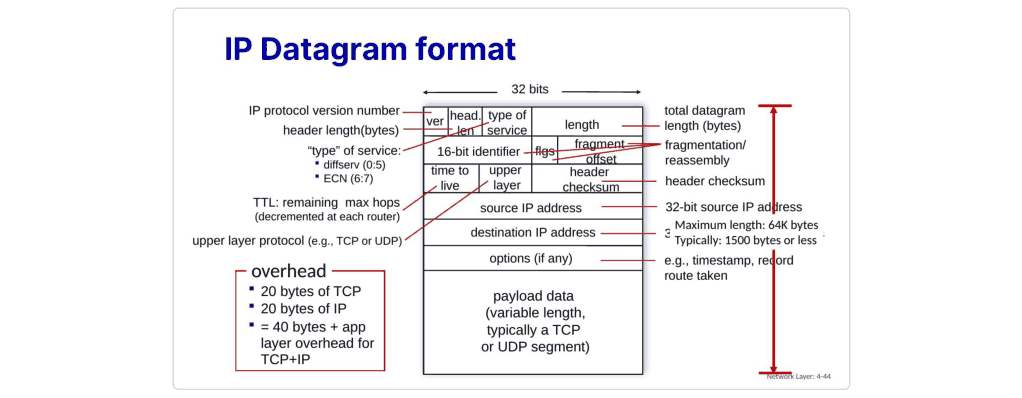 IP Datagram format
32 bits
IP protocol version number
header length(bytes)
“type” of service:
diffserv (0:5)
ECN (6:7)
TTL: remaining max hops
(decremented at each router)
upper layer protocol (e.g., TCP or UDP)
overhead
20 bytes of TCP
20 bytes of IP
= 40 bytes + app
layer overhead for
TCP+IP
ver
head.
len
type of
service
length
16-bit identifier
flgs
fragment
offset
time to
live
upper
layer
header
checksum
source IP address
destination IP address
options (if any)
payload data
(variable length,
typically a TCP
or UDP segment)
total datagram
length (bytes)
fragmentation/
reassembly
header checksum
32-bit source IP address
Maximum length: 64K bytes
Typically: 1500 bytes or less
e.g., timestamp, record
route taken
Network Layer: 4-44